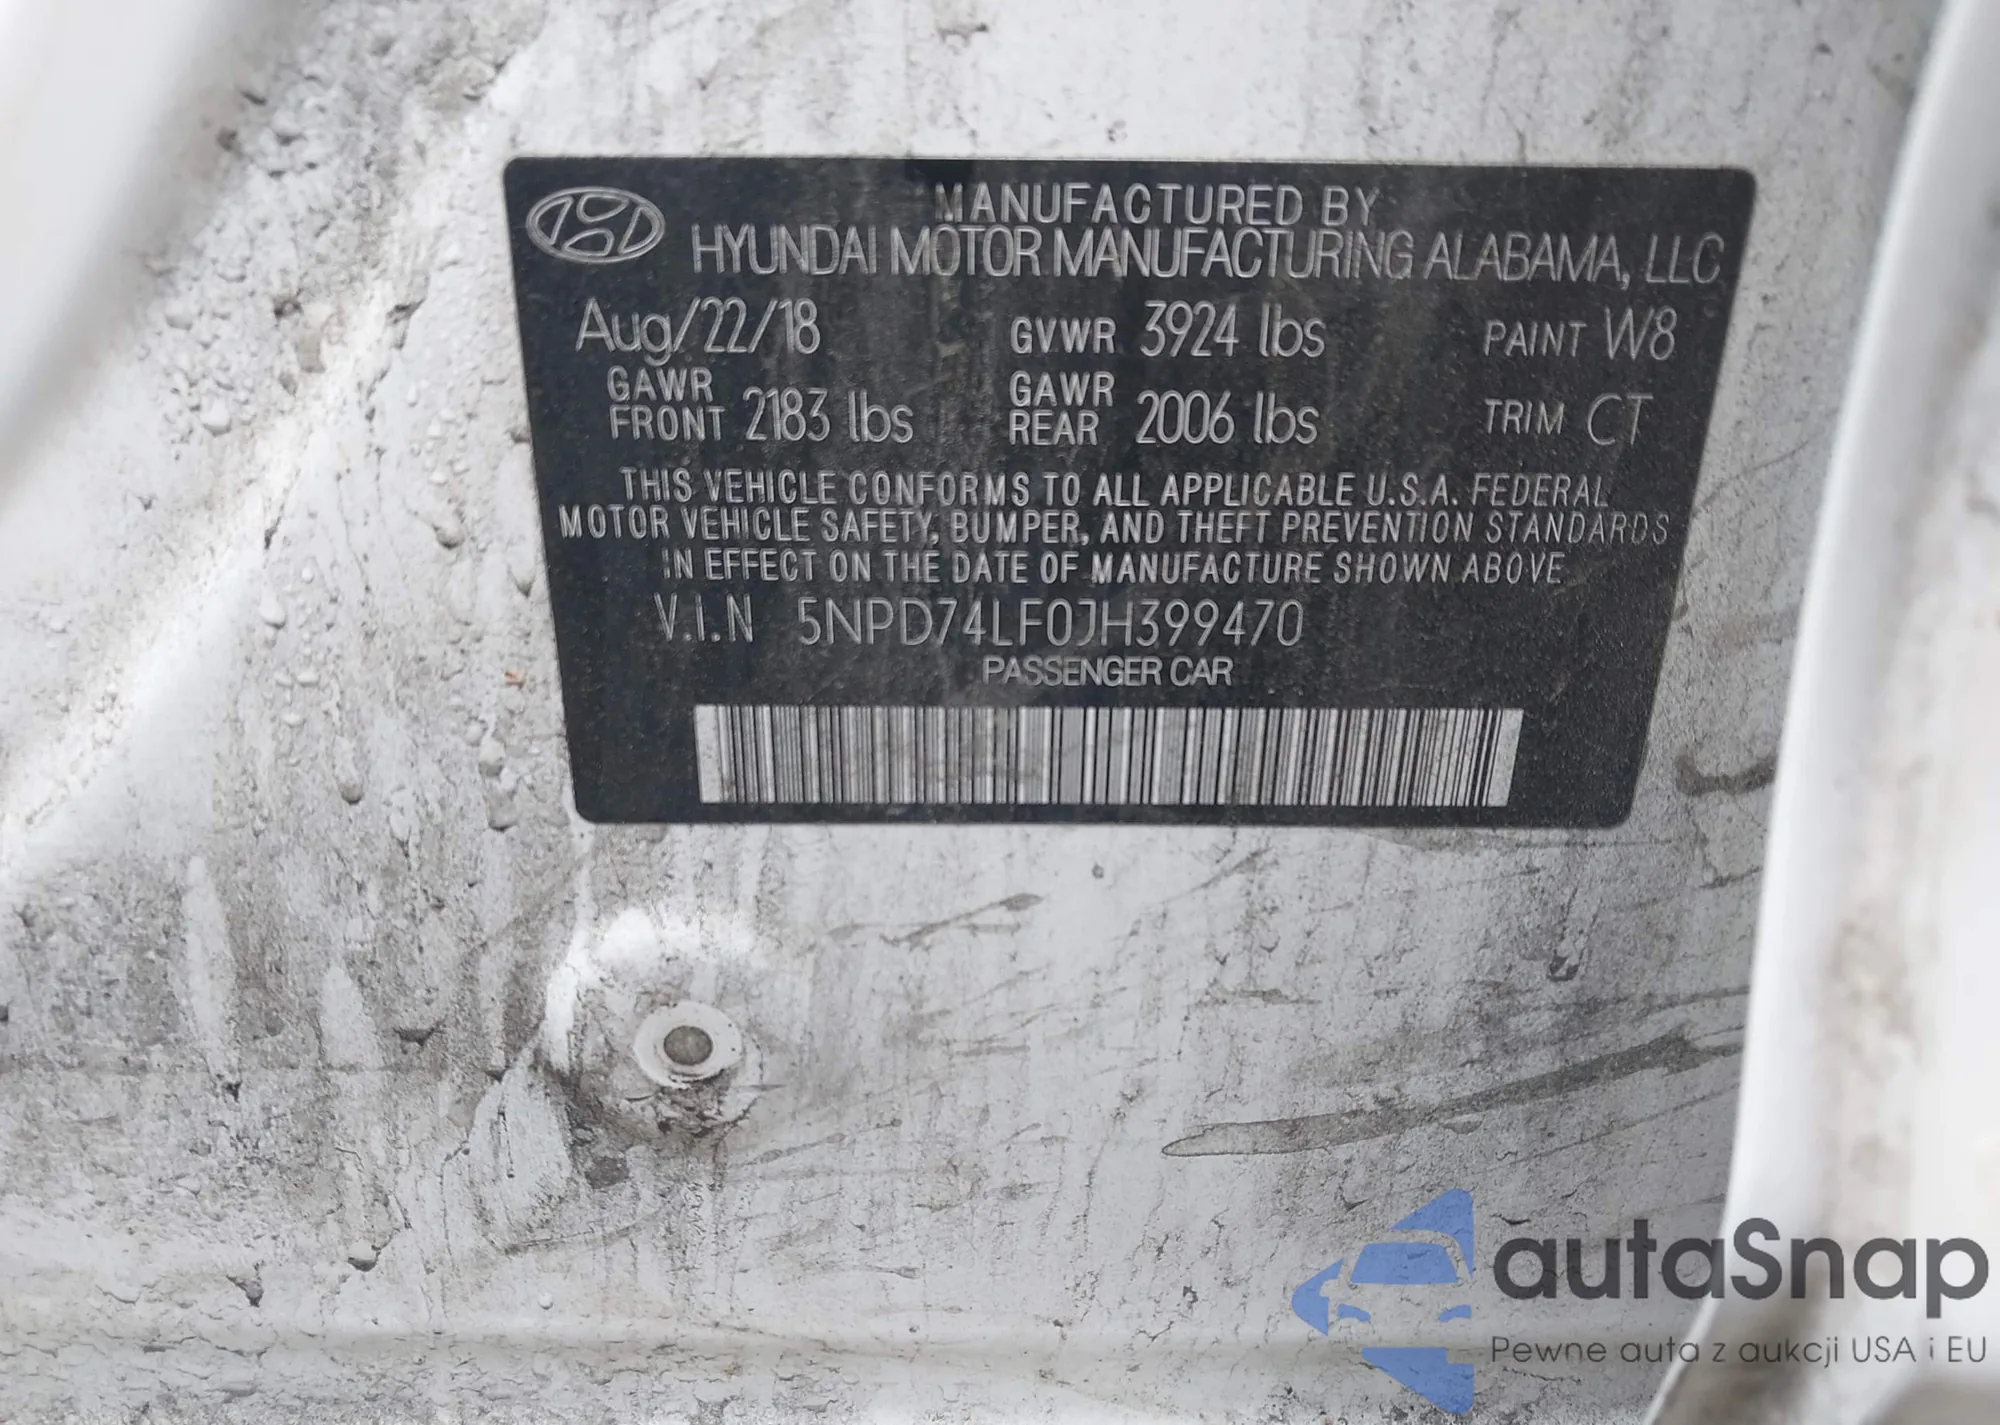 MANUFACTURED BY
HYUNDAI MOTOR MANUFACTURING ALABAMA, LLC
Aug/22/18 GVWR 3924 lbs PAINT W8
GAWR FRONT 2183 lbs GAWR REAR 2006 lbs TRIM CT
THIS VEHICLE CONFORMS TO ALL APPLICABLE U.S.A. FEDERAL
MOTOR VEHICLE SAFETY, BUMPER, AND THEFT PREVENTION STANDARDS
IN EFFECT ON THE DATE OF MANUFACTURE SHOWN ABOVE
V.I.N 5NPD74LF0JH399470
PASSENGER CAR
autaSnap
Pewne auta z aukcji USA i EU